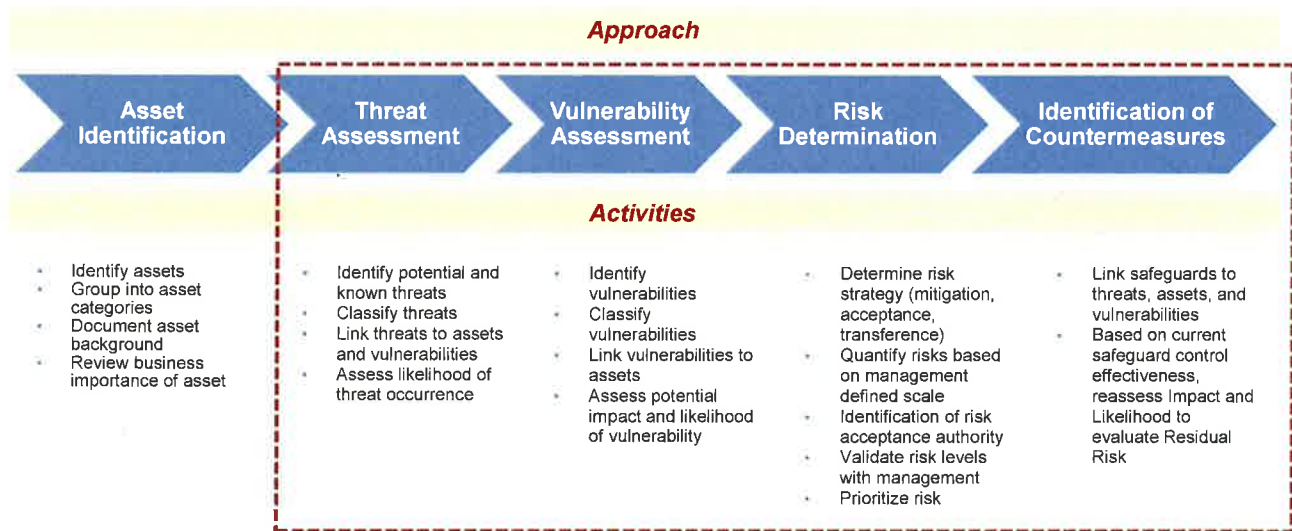 Approach
Asset
Identification
Threat
Assessment
Vulnerability
Assessment
Risk
Determination
Identification of
Countermeasures
Activities
Identify assets
Group into asset
categories
Document asset
background
Review business
importance of asset
Identify potential and
known threats
Classify threats
Link threats to assets
and vulnerabilities
Assess likelihood of
threat occurrence
Identify
vulnerabilities
Classify
vulnerabilities
Link vulnerabilities to
assets
Assess potential
impact and likelihood
of vulnerability
Determine risk
strategy (mitigation,
acceptance,
transference)
Quantify risks based
on management
defined scale
Identification of risk
acceptance authority
Validate risk levels
with management
Prioritize risk
Link safeguards to
threats, assets, and
vulnerabilities
Based on current
safeguard control
effectiveness,
reassess Impact and
Likelihood to
evaluate Residual
Risk